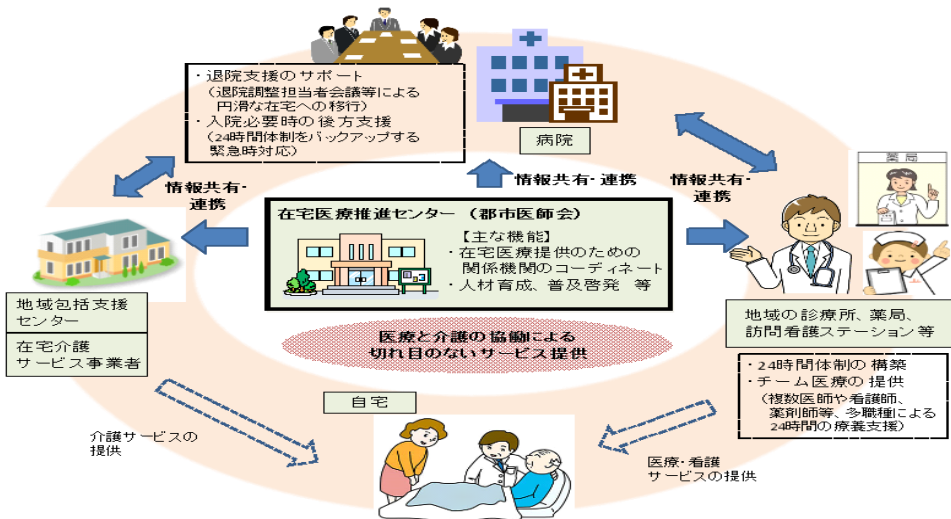 ・退院支援のサポート
（退院調整担当者会議等による
円滑な在宅への移行）
・入院必要時の後方支援
（24時間体制をバックアップする
緊急時対応）
病院
薬局
情報共有・
連携
情報共有・連携
情報共有・
連携
在宅医療推進センター（郡市医師会）
【主な機能】
・在宅医療提供のための
関係機関のコーディネート
・人材育成、普及啓発 等
地域包括支援
センター
在宅介護
サービス事業者
地域の診療所、薬局、
訪問看護ステーション等
医療と介護の協働による
切れ目のないサービス提供
・24時間体制の構築
・チーム医療の提供
（複数医師や看護師、
薬剤師等、多職種による
24時間の療養支援）
自宅
介護サービスの
提供
医療・看護
サービスの提供